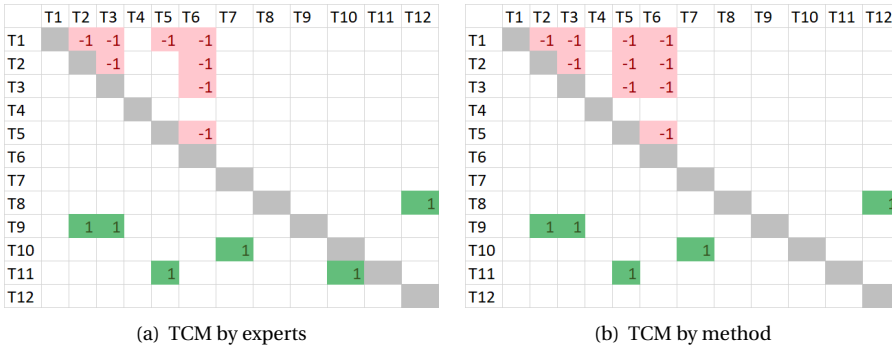 T1 T2 T3 T4 T5 T6 T7 T8 T9 T10 T11 T12
T1 -1 -1 -1 -1
T2 -1 -1
T3 -1
T4
T5 -1
T6
T7
T8 1
T9 1 1
T10 1
T11 1 1
T12
(a) TCM by experts
T1 T2 T3 T4 T5 T6 T7 T8 T9 T10 T11 T12
T1 -1 -1 -1 -1
T2 -1 -1 -1
T3 -1 -1
T4
T5 -1
T6
T7
T8 1
T9 1 1
T10 1
T11 1
T12
(b) TCM by method